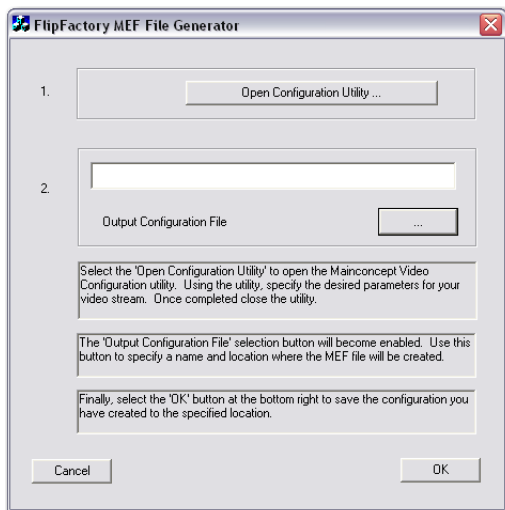 FlipFactory MEF File Generator
1.
Open Configuration Utility ...
2.
Output Configuration File
...
Select the 'Open Configuration Utility' to open the Mainconcept Video
Configuration utility. Using the utility, specify the desired parameters for your
video stream. Once completed close the utility.
The 'Output Configuration File' selection button will become enabled. Use this
button to specify a name and location where the MEF file will be created.
Finally, select the 'OK' button at the bottom right to save the configuration you
have created to the specified location.
Cancel
OK